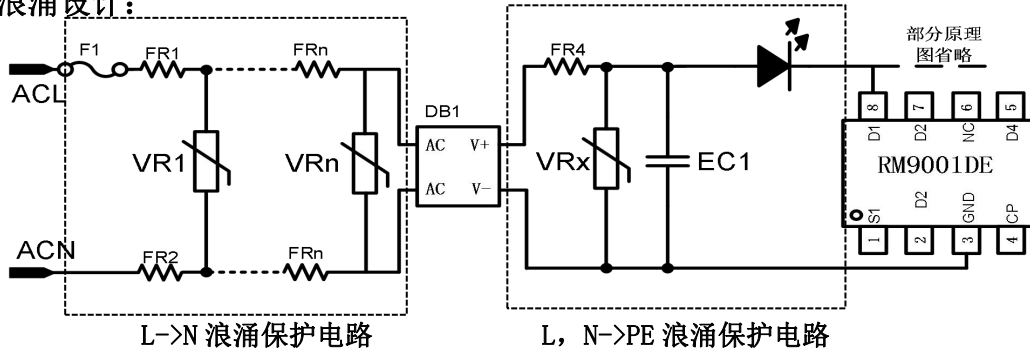 浪涌设计：
F1
FR1
FRn
ACL
VR1
VRn
ACN
FR2
FRn
DB1
AC V+
AC V-
FR4
VRx
EC1
部分原理
图省略
8 7 6 5
D1 D2 NC D4
RM9001DE
S1 D2 GND CP
1 2 3 4
L->N 浪涌保护电路
L, N->PE 浪涌保护电路